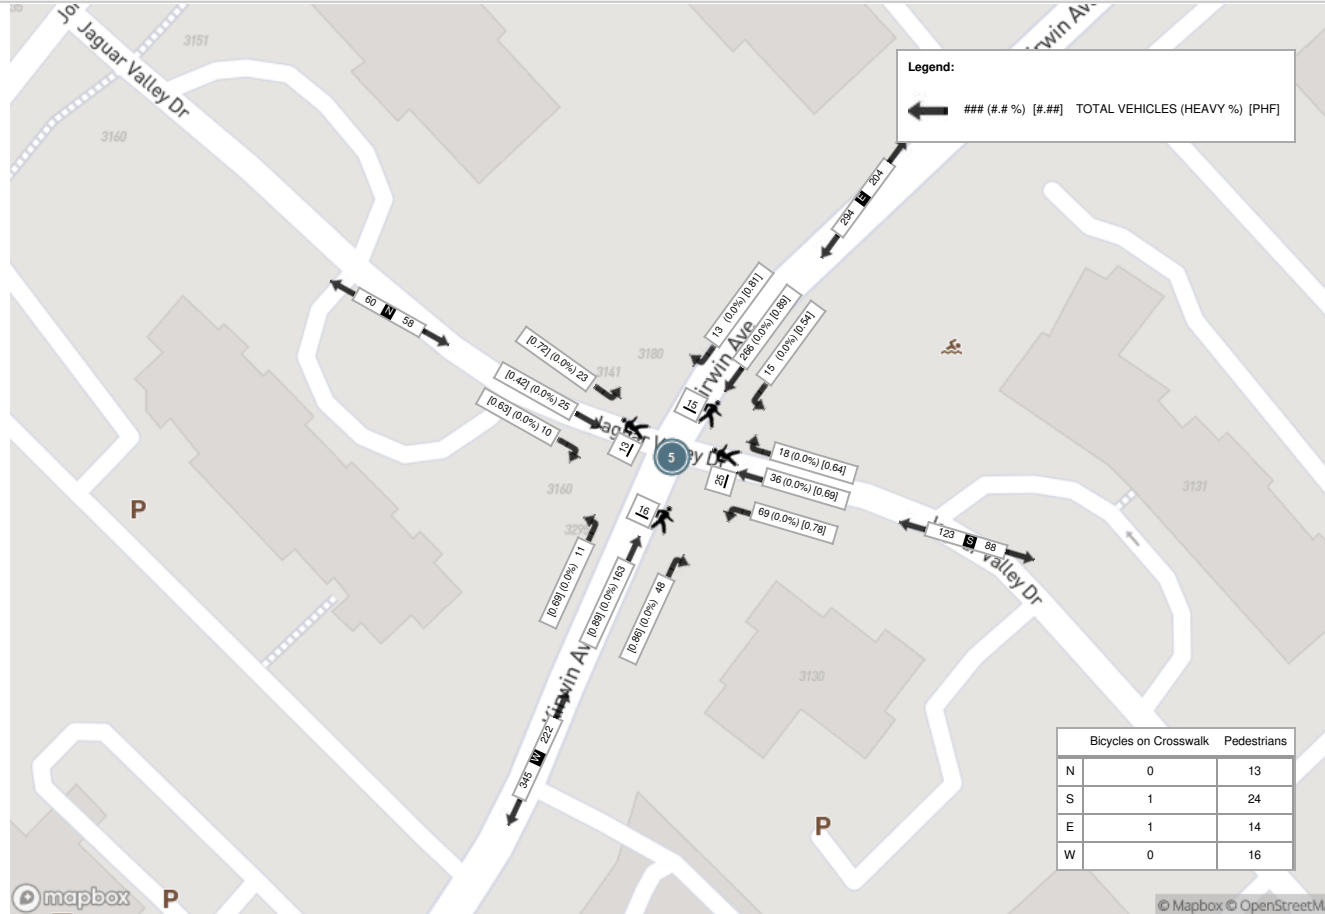 Jaguar Valley Dr
3151
3160
irwin Ave
Legend:
### (#.# %) [#.##] TOTAL VEHICLES (HEAVY %) [PHF]
204 E 294
60 N 58
13 (0.0%) [0.81]
266 (0.0%) [0.89]
15 (0.0%) [0.54]
irwin Ave
3180
3141
[0.72] (0.0%) 23
[0.42] (0.0%) 25
[0.63] (0.0%) 10
15
13
5
25
16
18 (0.0%) [0.64]
36 (0.0%) [0.69]
69 (0.0%) [0.78]
3160
3131
123 S 88
Valley Dr
[0.69] (0.0%) 11
[0.89] (0.0%) 163
[0.86] (0.0%) 48
3130
345 W 222
P
P
P
Bicycles on Crosswalk Pedestrians
N 0 13
S 1 24
E 1 14
W 0 16
mapbox
© Mapbox © OpenStreetM